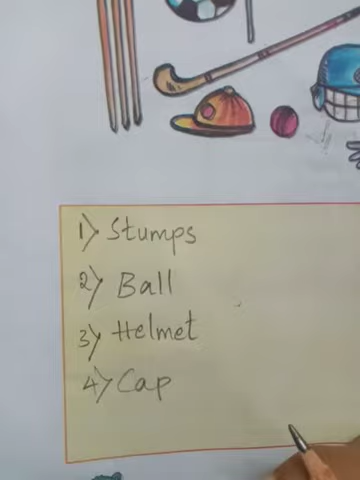 1) Stumps
2) Ball
3) Helmet
4) Cap